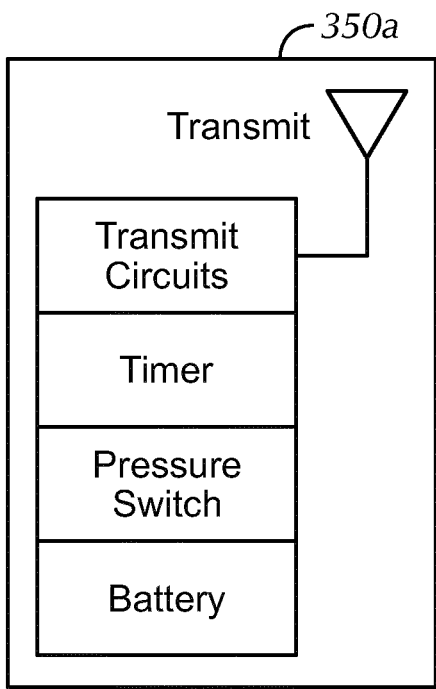 350a
Transmit
Transmit
Circuits
Timer
Pressure
Switch
Battery